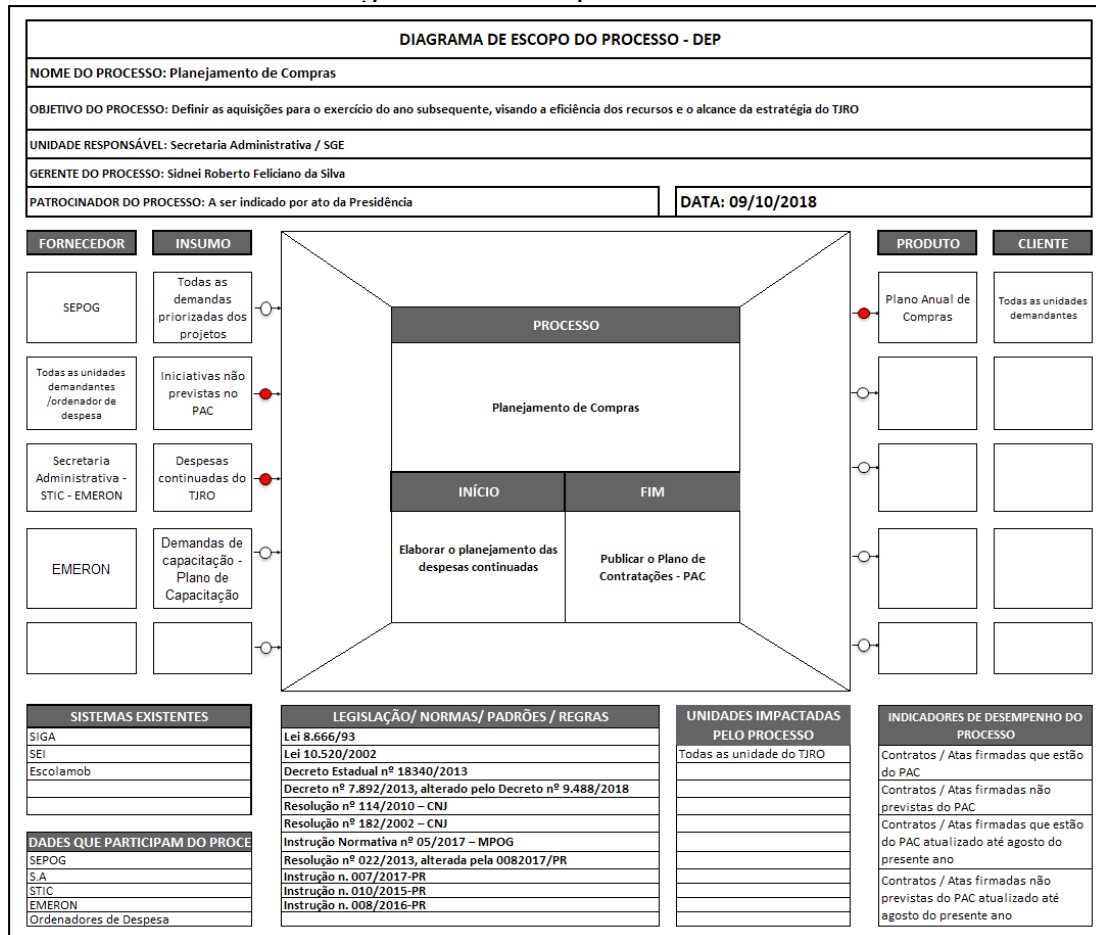 DIAGRAMA DE ESCOPO DO PROCESSO - DEP
NOME DO PROCESSO: Planejamento de Compras
OBJETIVO DO PROCESSO: Definir as aquisições para o exercício do ano subsequente, visando a eficiência dos recursos e o alcance da estratégia do TJRO
UNIDADE RESPONSÁVEL: Secretaria Administrativa / SGE
GERENTE DO PROCESSO: Sidnei Roberto Feliciano da Silva
PATROCINADOR DO PROCESSO: A ser indicado por ato da Presidência
DATA: 09/10/2018
FORNECEDOR
INSUMO
SEPOG
Todas as
demandas
priorizadas dos
projetos
Todas as unidades
demandantes
/ordenador de
despesa
Iniciativas não
previstas no
PAC
Secretaria
Administrativa -
STIC - EMERON
Despesas
continuadas do
TJRO
EMERON
Demandas de
capacitação -
Plano de
Capacitação
PROCESSO
Planejamento de Compras
INÍCIO
FIM
Elaborar o planejamento das
despesas continuadas
Publicar o Plano de
Contratações - PAC
PRODUTO
CLIENTE
Plano Anual de
Compras
Todas as unidades
demandantes
SISTEMAS EXISTENTES
SIGA
SEI
Escolamob
DADES QUE PARTICIPAM DO PROCE
SEPOG
S.A
STIC
EMERON
Ordenadores de Despesa
LEGISLAÇÃO/ NORMAS/ PADRÕES / REGRAS
Lei 8.666/93
Lei 10.520/2002
Decreto Estadual nº 18340/2013
Decreto nº 7.892/2013, alterado pelo Decreto nº 9.488/2018
Resolução nº 114/2010 – CNJ
Resolução nº 182/2002 – CNJ
Instrução Normativa nº 05/2017 – MPOG
Resolução nº 022/2013, alterada pela 0082017/PR
Instrução n. 007/2017-PR
Instrução n. 010/2015-PR
Instrução n. 008/2016-PR
UNIDADES IMPACTADAS
PELO PROCESSO
Todas as unidade do TJRO
INDICADORES DE DESEMPENHO DO
PROCESSO
Contratos / Atas firmadas que estão
do PAC
Contratos / Atas firmadas não
previstas do PAC
Contratos / Atas firmadas que estão
do PAC atualizado até agosto do
presente ano
Contratos / Atas firmadas não
previstas do PAC atualizado até
agosto do presente ano